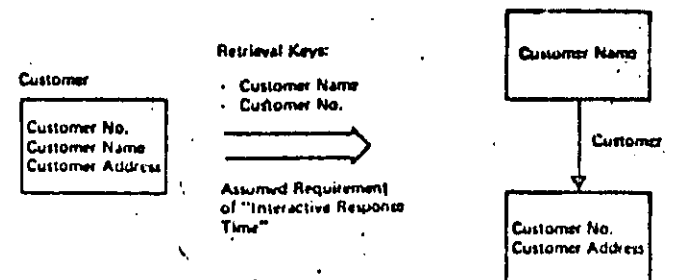 Customer
Customer No.
Customer Name
Customer Address
Retrieval Keys:
· Customer Name
· Customer No.
Assumed Requirement
of "Interactive Response
Time"
Customer Name
Customer
Customer No.
Customer Address